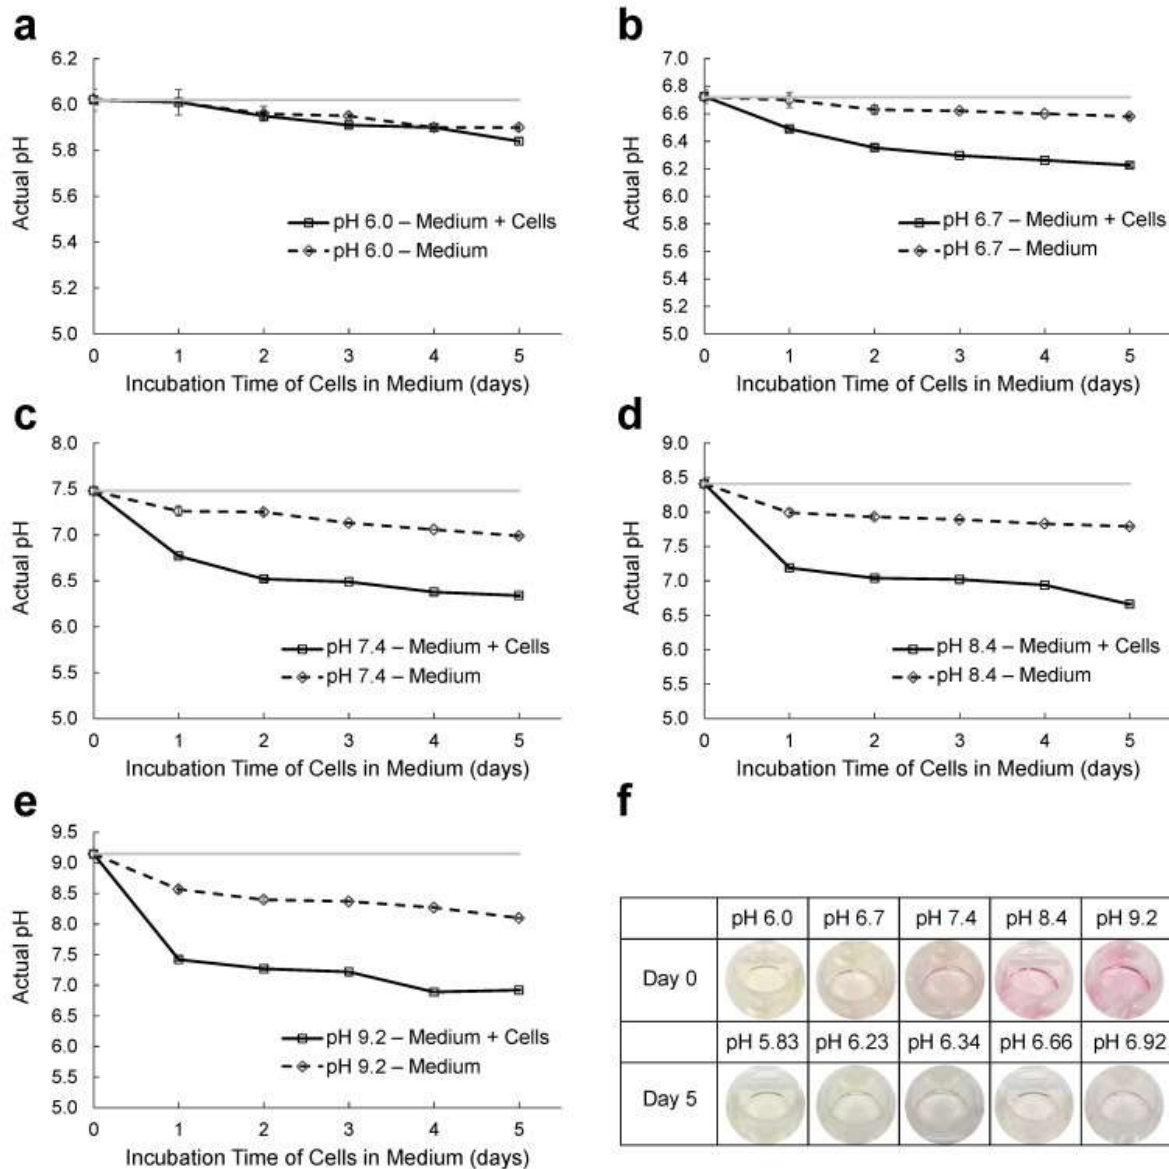 a
6.2
6.0
5.8
5.6
5.4
5.2
5.0
Actual pH
pH 6.0 – Medium + Cells
pH 6.0 – Medium
0 1 2 3 4 5
Incubation Time of Cells in Medium (days)
b
7.0
6.8
6.6
6.4
6.2
6.0
5.8
5.6
5.4
5.2
5.0
Actual pH
pH 6.7 – Medium + Cells
pH 6.7 – Medium
0 1 2 3 4 5
Incubation Time of Cells in Medium (days)
c
8.0
7.5
7.0
6.5
6.0
5.5
5.0
Actual pH
pH 7.4 – Medium + Cells
pH 7.4 – Medium
0 1 2 3 4 5
Incubation Time of Cells in Medium (days)
d
9.0
8.5
8.0
7.5
7.0
6.5
6.0
5.5
5.0
Actual pH
pH 8.4 – Medium + Cells
pH 8.4 – Medium
0 1 2 3 4 5
Incubation Time of Cells in Medium (days)
e
9.5
9.0
8.5
8.0
7.5
7.0
6.5
6.0
5.5
5.0
Actual pH
pH 9.2 – Medium + Cells
pH 9.2 – Medium
0 1 2 3 4 5
Incubation Time of Cells in Medium (days)
f
pH 6.0 pH 6.7 pH 7.4 pH 8.4 pH 9.2
Day 0
pH 5.83 pH 6.23 pH 6.34 pH 6.66 pH 6.92
Day 5